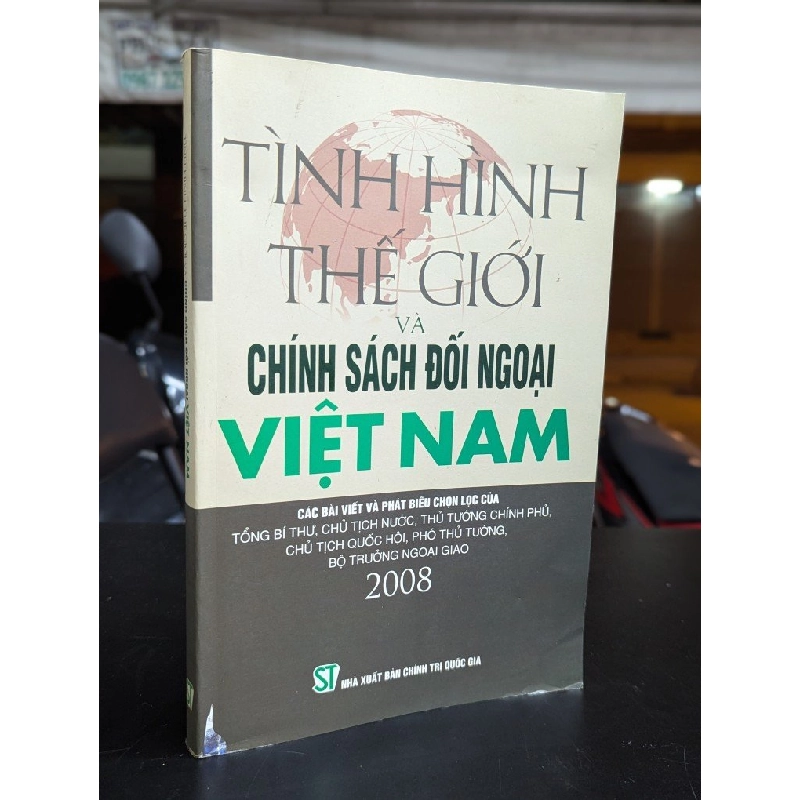 TÌNH HÌNH
THẾ GIỚI
VÀ
CHÍNH SÁCH ĐỐI NGOẠI
VIỆT NAM
CÁC BÀI VIẾT VÀ PHÁT BIỂU CHỌN LỌC CỦA
TỔNG BÍ THƯ, CHỦ TỊCH NƯỚC, THỦ TƯỚNG CHÍNH PHỦ,
CHỦ TỊCH QUỐC HỘI, PHÓ THỦ TƯỚNG,
BỘ TRƯỞNG NGOẠI GIAO
2008
ST NHÀ XUẤT BẢN CHÍNH TRỊ QUỐC GIA